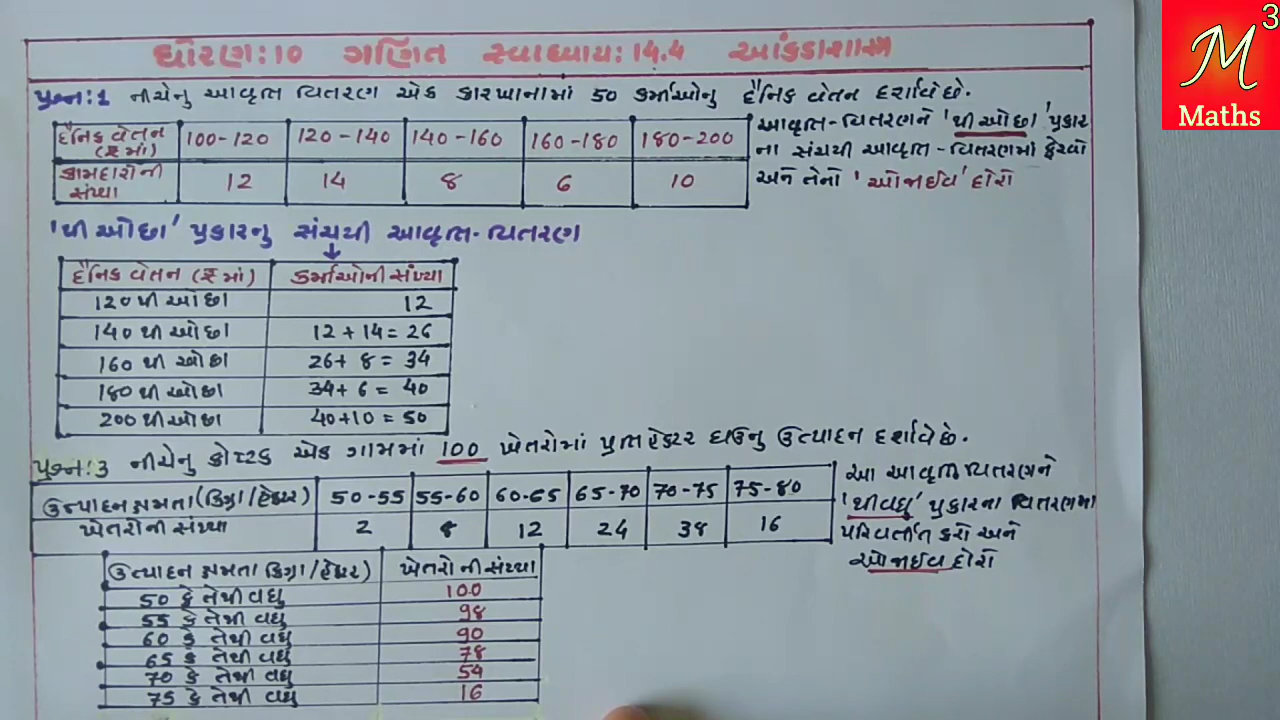 ધોરણ:10 ગણિત સ્વાધ્યાય:14.4 આંકડાશાસ્ત્ર
M³
Maths
પ્રશ્ન:1 નીચેનુ આવૃત્ત વિતરણ એક કારખાનામાં 50 કર્મીઓનુ દૈનિક વેતન દર્શાવે છે.
દૈનિક વેતન (₹ માં) 100-120 120-140 140-160 160-180 180-200
કામદારોની સંખ્યા 12 14 8 6 10
આવૃત્તિ-વિતરણને 'થી ઓછા' પ્રકાર
ના સંચયી આવૃત્ત-વિતરણમાં ફેરવો
અને તેનો 'ઓજાઈવ' દોરો
'થી ઓછા' પ્રકારનુ સંચયી આવૃત્ત-વિતરણ
દૈનિક વેતન (₹ માં) કર્મીઓની સંખ્યા
120 થી ઓછા 12
140 થી ઓછા 12+14=26
160 થી ઓછા 26+ 8 = 34
180 થી ઓછા 34+ 6 = 40
200 થી ઓછા 40+10 = 50
પ્રશ્ન:3 નીચેનુ કોષ્ટક એક ગામમાં 100 ખેતરોમાં પ્રતિ હેક્ટર ઘઉંનુ ઉત્પાદન દર્શાવે છે.
ઉત્પાદન ક્ષમતા (કિગ્રા/હેક્ટર) 50-55 55-60 60-65 65-70 70-75 75-80
ખેતરોની સંખ્યા 2 8 12 24 38 16
આ આવૃત્ત વિતરણને
'થી વધુ' પ્રકારના વિતરણમાં
પરિવર્તીત કરો અને
ઓજાઈવ દોરો
ઉત્પાદન ક્ષમતા કિગ્રા/હેક્ટર) ખેતરોની સંખ્યા
50 કે તેથી વધુ 100
55 કે તેથી વધુ 98
60 કે તેથી વધુ 90
65 કે તેથી વધુ 78
70 કે તેથી વધુ 54
75 કે તેથી વધુ 16